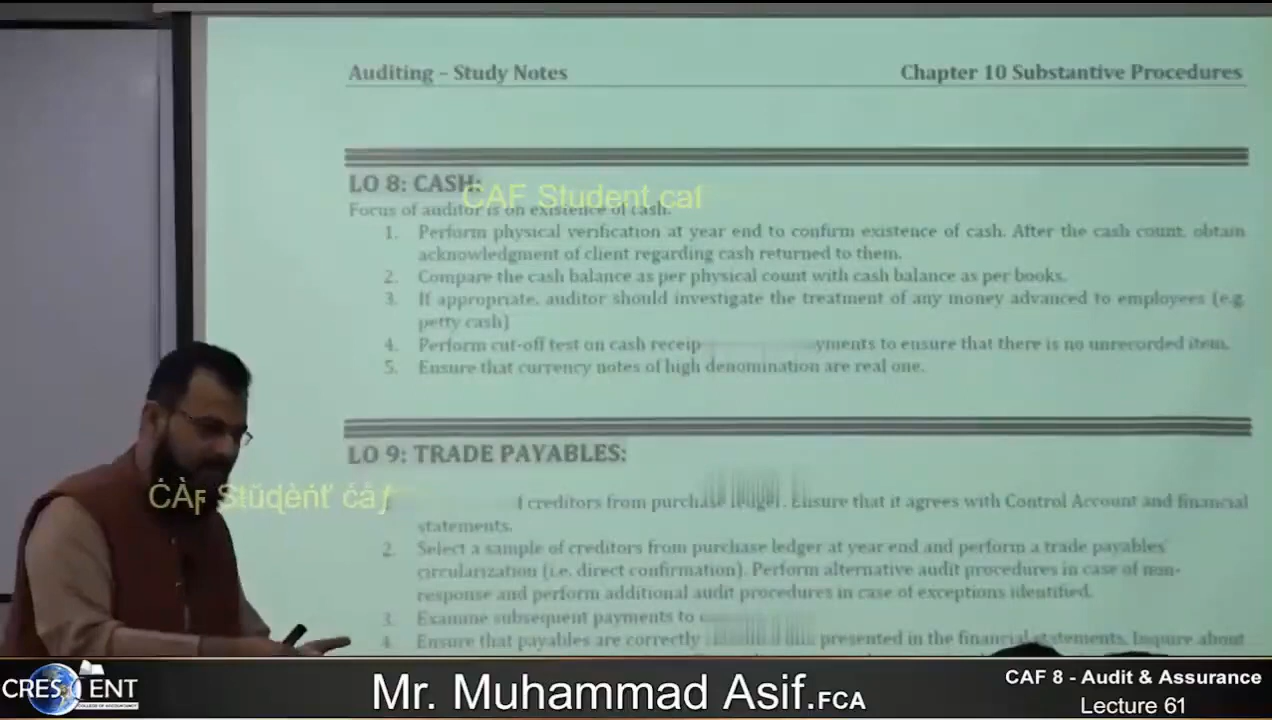 Auditing – Study Notes
Chapter 10 Substantive Procedures
LO 8: CASH:
CAF Student caf
Focus of auditor is on existence of cash.
1. Perform physical verification at year end to confirm existence of cash. After the cash count, obtain
acknowledgment of client regarding cash returned to them.
2. Compare the cash balance as per physical count with cash balance as per books.
3. If appropriate, auditor should investigate the treatment of any money advanced to employees (e.g.
petty cash)
4. Perform cut-off test on cash to ensure that there is no unrecorded item.
5. Ensure that currency notes of high denomination are real one.
LO 9: TRADE PAYABLES:
creditors from purchase ledger. Ensure that it agrees with Control Account and financial
statements.
2. Select a sample of creditors from purchase ledger at year end and perform a trade payables
circularization (i.e. direct confirmation). Perform alternative audit procedures in case of non-
response and perform additional audit procedures in case of exceptions identified.
3. Examine subsequent payments to
4. Ensure that payables are correctly presented in the financial statements. Inquire about
CRESCENT
Mr. Muhammad Asif.FCA
CAF 8 - Audit & Assurance
Lecture 61